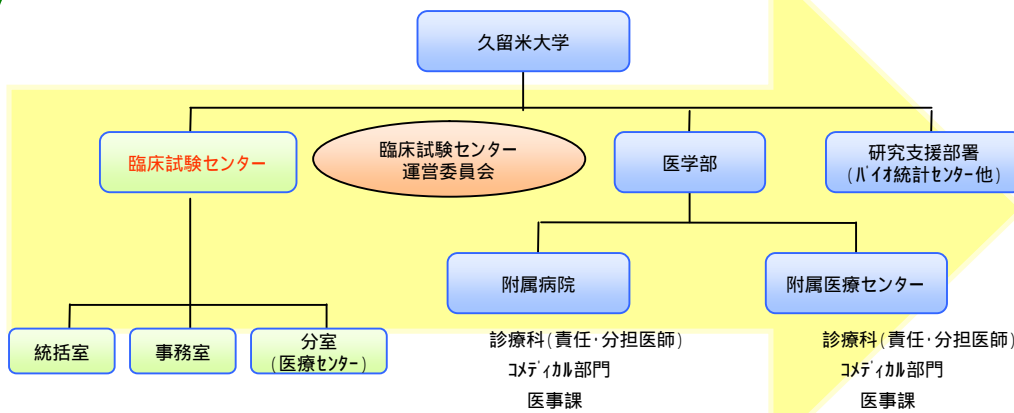 久留米大学
臨床試験センター
臨床試験センター
運営委員会
医学部
研究支援部署
(ﾊﾞｲｵ統計ｾﾝﾀｰ他)
附属病院
附属医療センター
統括室
事務室
分室
(医療ｾﾝﾀｰ)
診療科(責任･分担医師)
ｺﾒﾃﾞｨｶﾙ部門
医事課
診療科(責任･分担医師)
ｺﾒﾃﾞｨｶﾙ部門
医事課